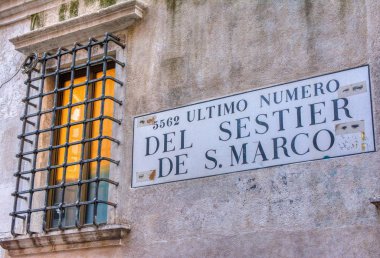 5562 ULTIMO NUMERO
DEL SESTIER
DE S. MARCO